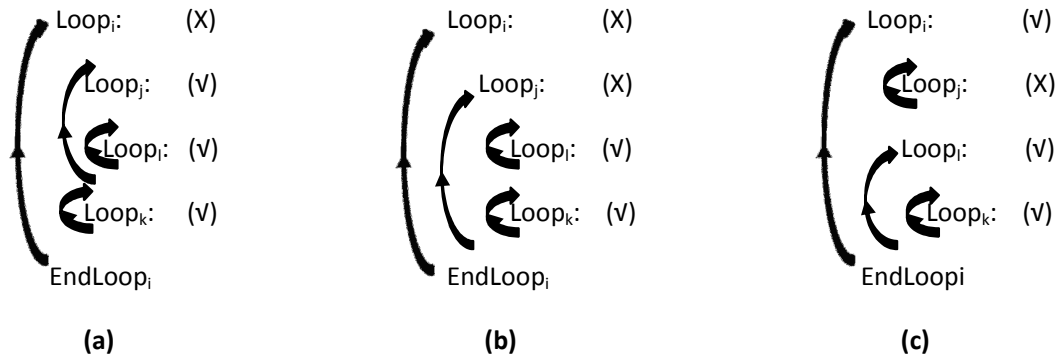 Loopᵢ: (X)
Loopⱼ: (√)
Loopₗ: (√)
Loopₖ: (√)
EndLoopᵢ
(a)
Loopᵢ: (X)
Loopⱼ: (X)
Loopₗ: (√)
Loopₖ: (√)
EndLoopᵢ
(b)
Loopᵢ: (√)
Loopⱼ: (X)
Loopₗ: (√)
Loopₖ: (√)
EndLoopi
(c)